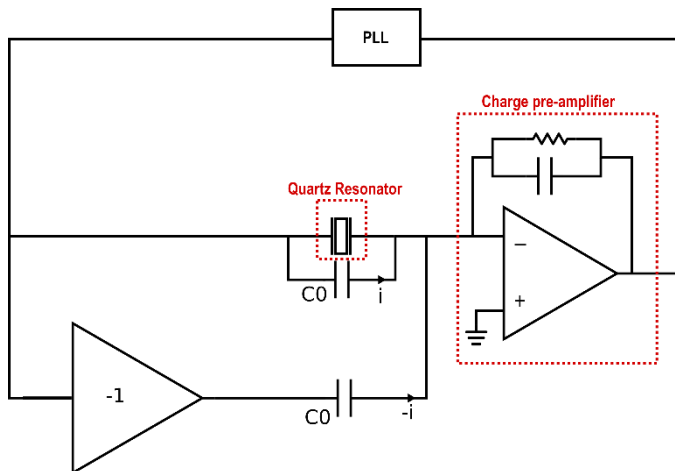 PLL
Charge pre-amplifier
Quartz Resonator
−
C0
i
+
-1
C0
-i